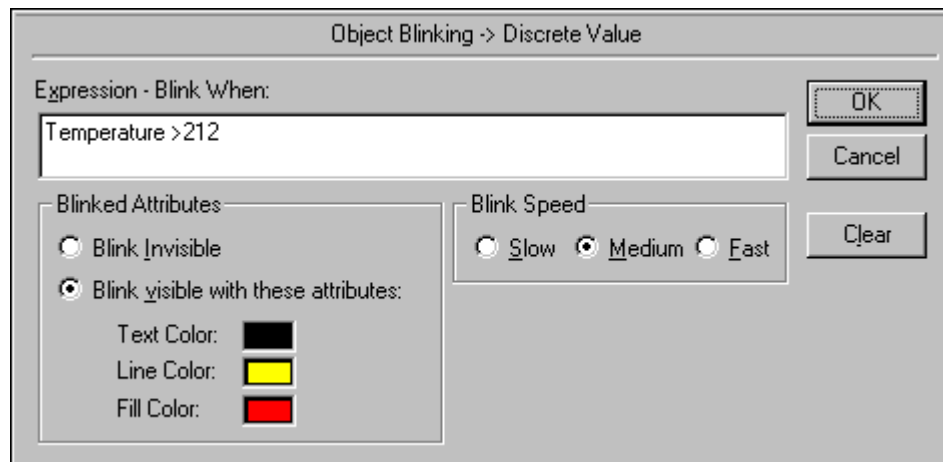 Object Blinking -> Discrete Value
Expression - Blink When:
Temperature >212
OK
Cancel
Clear
Blinked Attributes
Blink Invisible
Blink visible with these attributes:
Text Color:
Line Color:
Fill Color:
Blink Speed
Slow Medium Fast